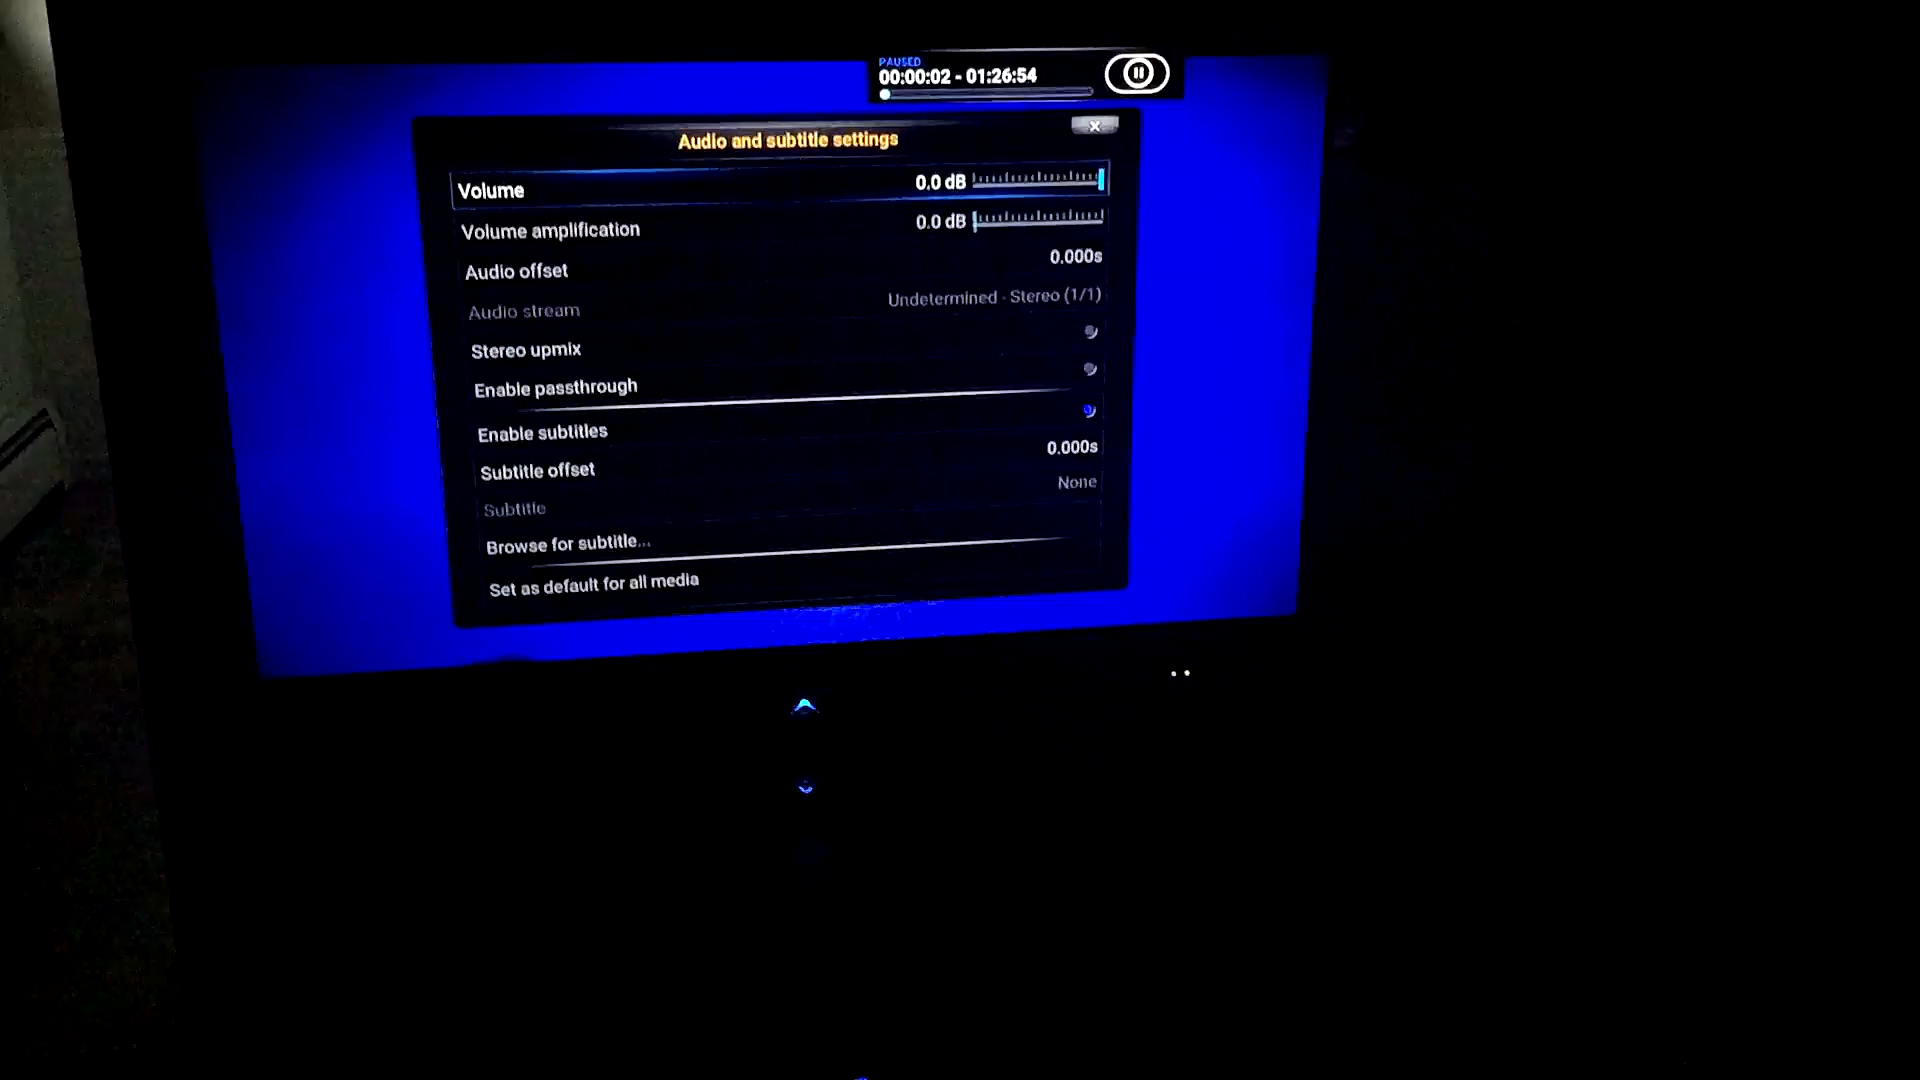 PAUSED
00:00:02 - 01:26:54
Audio and subtitle settings
Volume 0.0 dB
Volume amplification 0.0 dB
Audio offset 0.000s
Audio stream Undetermined - Stereo (1/1)
Stereo upmix
Enable passthrough
Enable subtitles
Subtitle offset 0.000s
Subtitle None
Browse for subtitle...
Set as default for all media